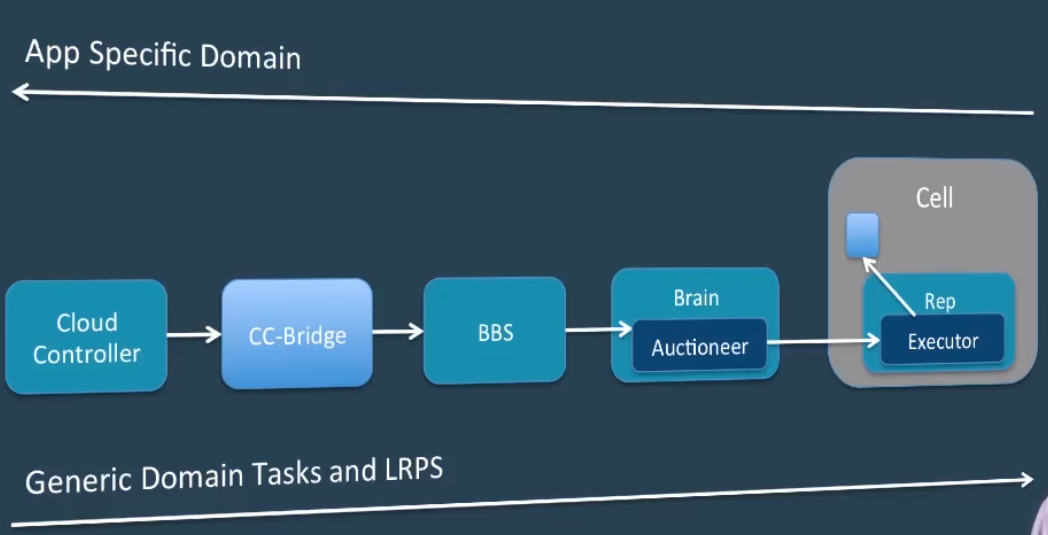 App Specific Domain
Cell
Cloud
Controller
CC-Bridge
BBS
Brain
Auctioneer
Rep
Executor
Generic Domain Tasks and LRPS